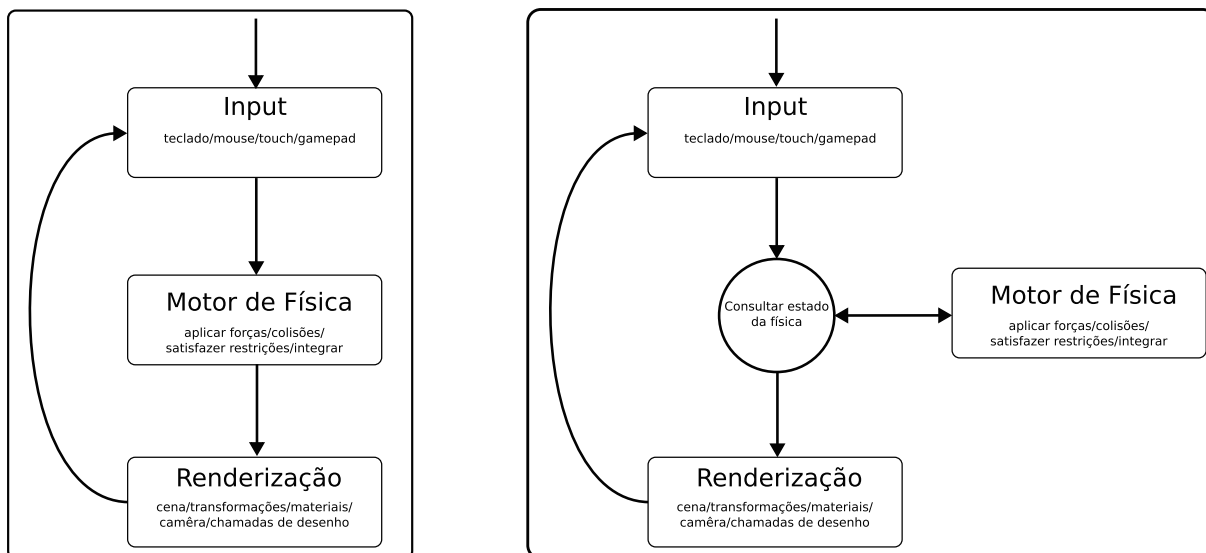 Input
teclado/mouse/touch/gamepad
Motor de Física
aplicar forças/colisões/
satisfazer restrições/integrar
Renderização
cena/transformações/materiais/
camêra/chamadas de desenho
Input
teclado/mouse/touch/gamepad
Consultar estado
da física
Motor de Física
aplicar forças/colisões/
satisfazer restrições/integrar
Renderização
cena/transformações/materiais/
camêra/chamadas de desenho